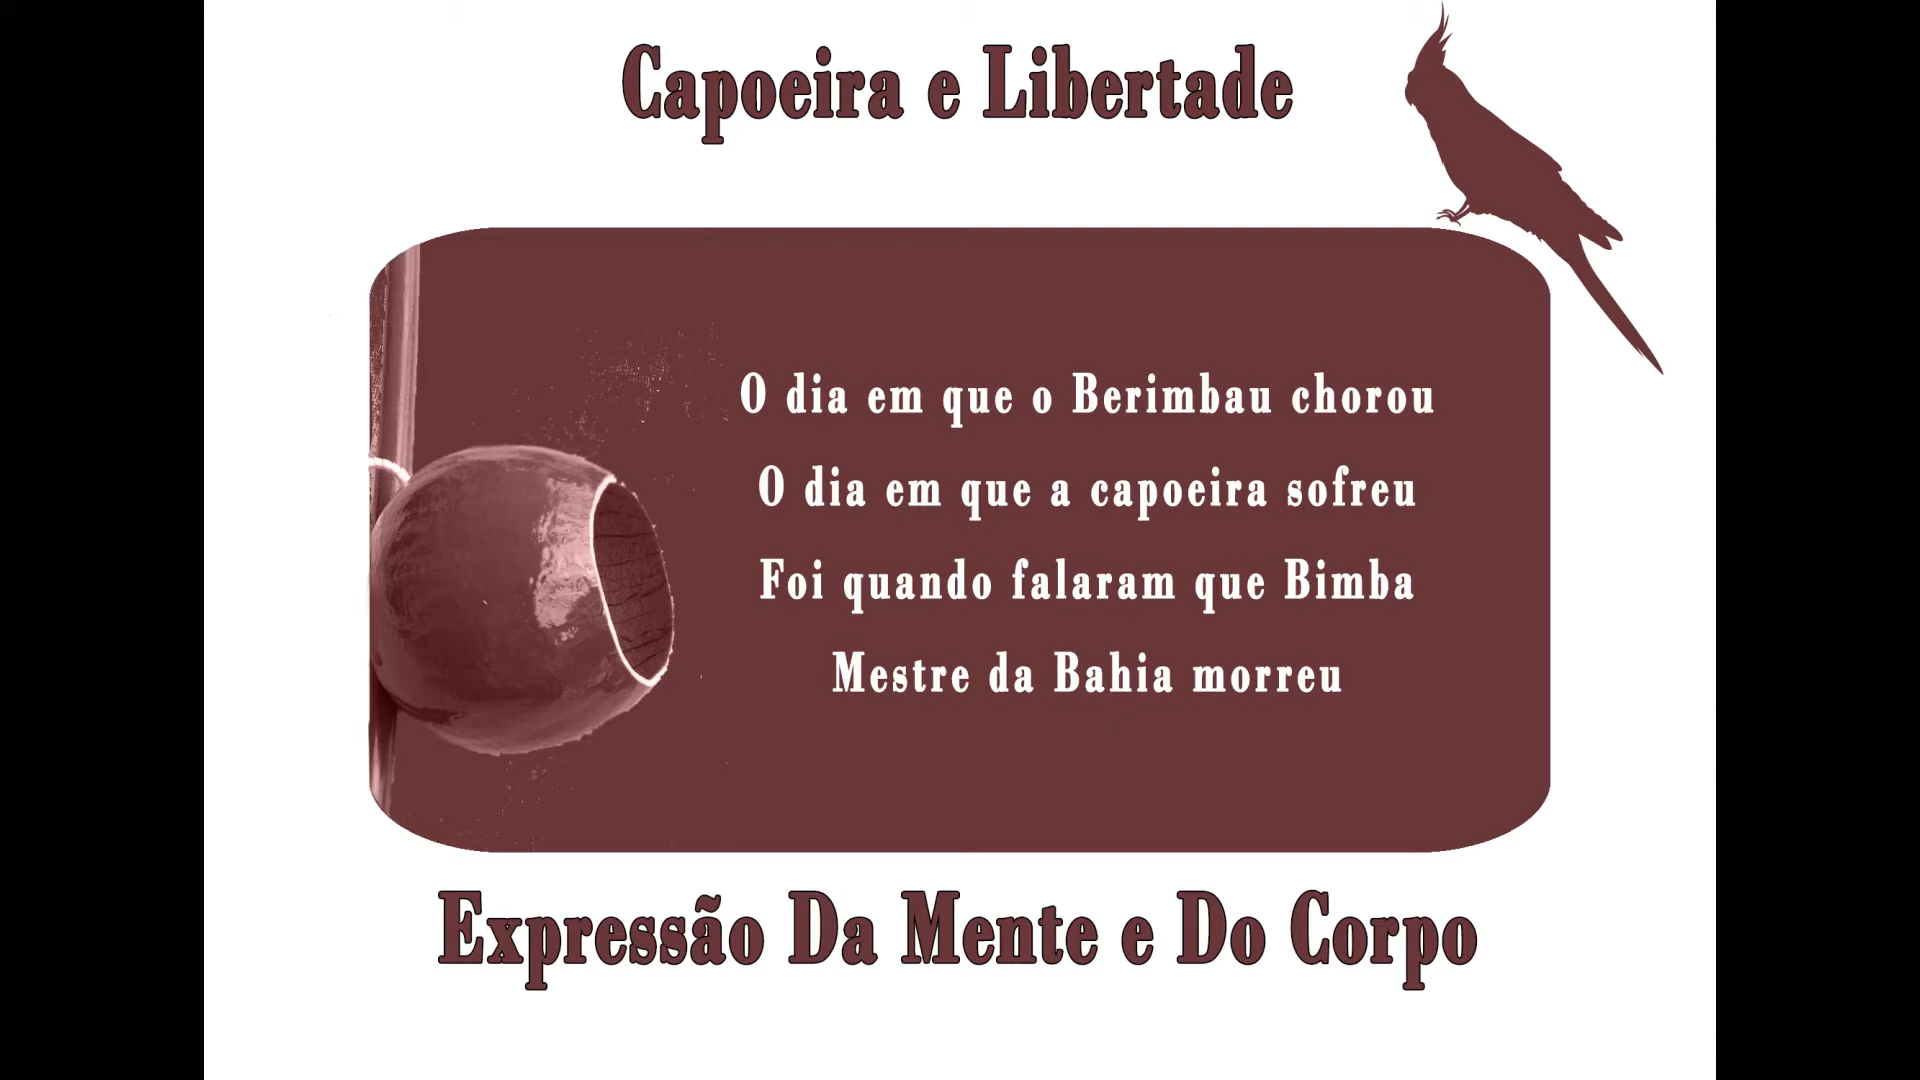 Capoeira e Libertade
O dia em que o Berimbau chorou
O dia em que a capoeira sofreu
Foi quando falaram que Bimba
Mestre da Bahia morreu
Expressão Da Mente e Do Corpo